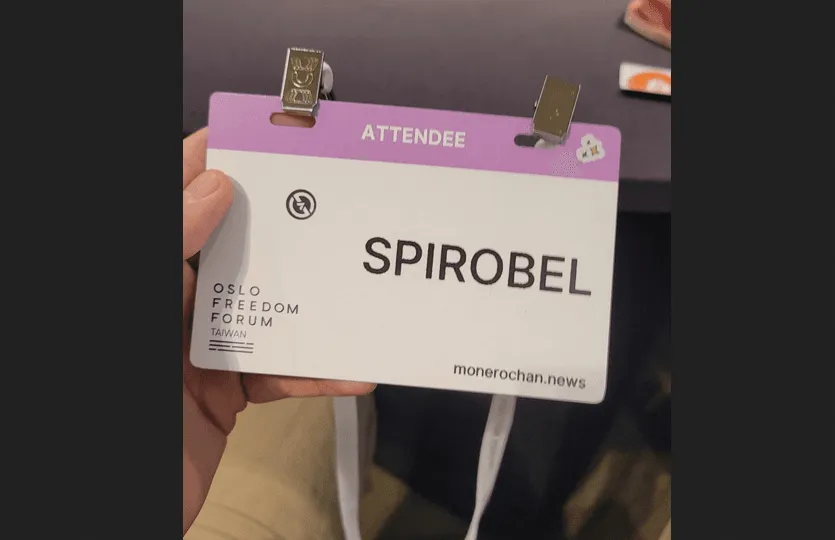 ATTENDEE
SPIROBEL
OSLO
FREEDOM
FORUM
TAIWAN
monerochan.news